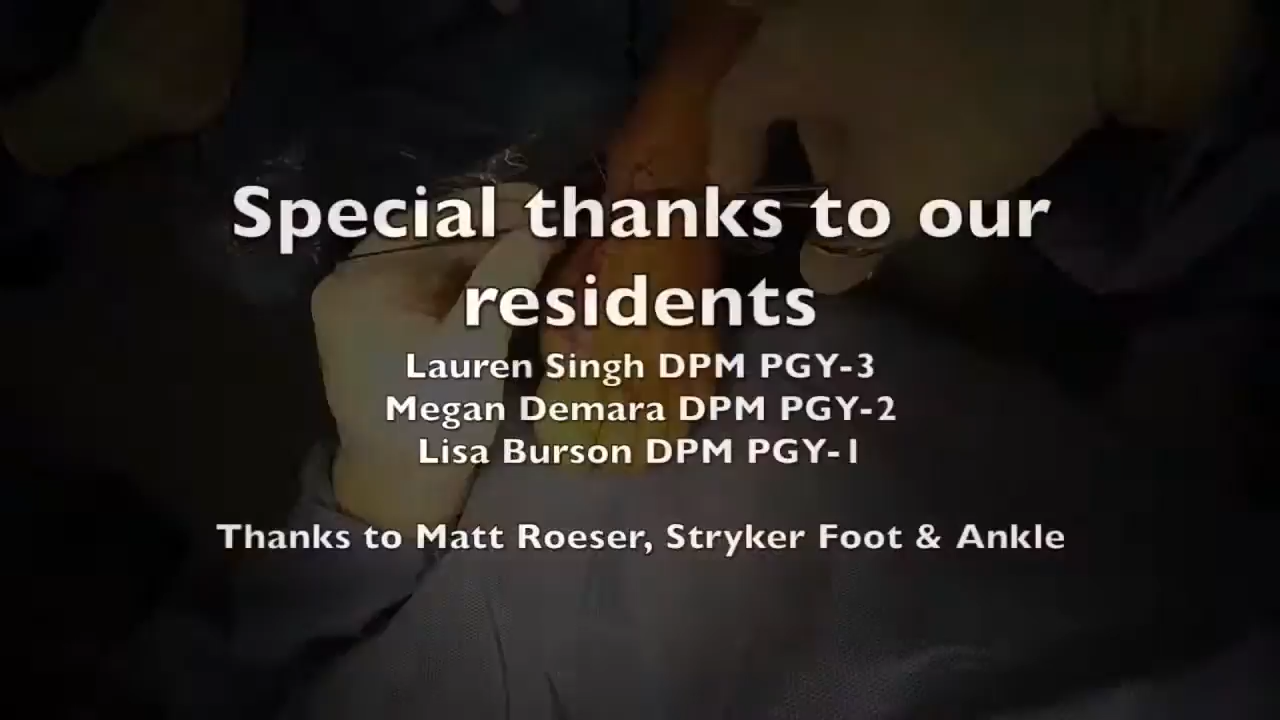 Special thanks to our
residents
Lauren Singh DPM PGY-3
Megan Demara DPM PGY-2
Lisa Burson DPM PGY-1
Thanks to Matt Roeser, Stryker Foot & Ankle